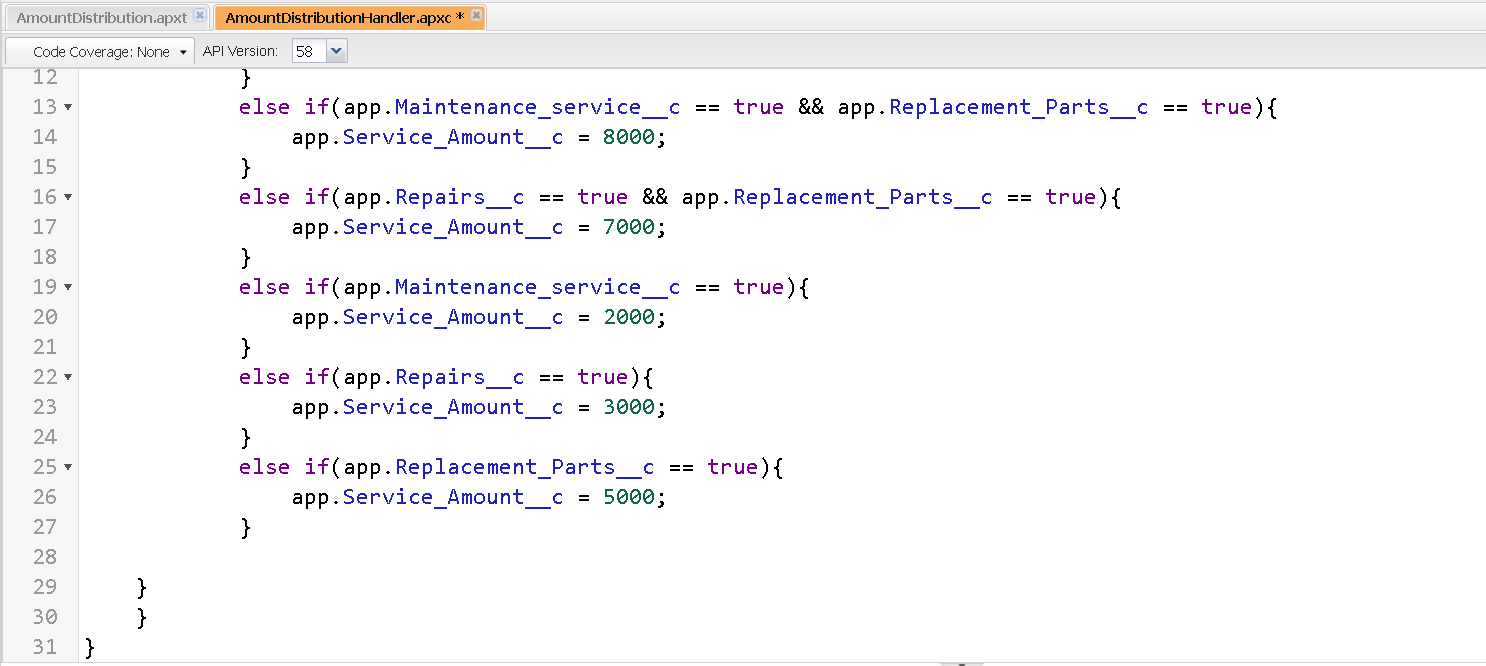 AmountDistribution.apxt AmountDistributionHandler.apxc *
Code Coverage: None API Version: 58
12 }
13 else if(app.Maintenance_service__c == true && app.Replacement_Parts__c == true){
14 app.Service_Amount__c = 8000;
15 }
16 else if(app.Repairs__c == true && app.Replacement_Parts__c == true){
17 app.Service_Amount__c = 7000;
18 }
19 else if(app.Maintenance_service__c == true){
20 app.Service_Amount__c = 2000;
21 }
22 else if(app.Repairs__c == true){
23 app.Service_Amount__c = 3000;
24 }
25 else if(app.Replacement_Parts__c == true){
26 app.Service_Amount__c = 5000;
27 }
28
29 }
30 }
31 }